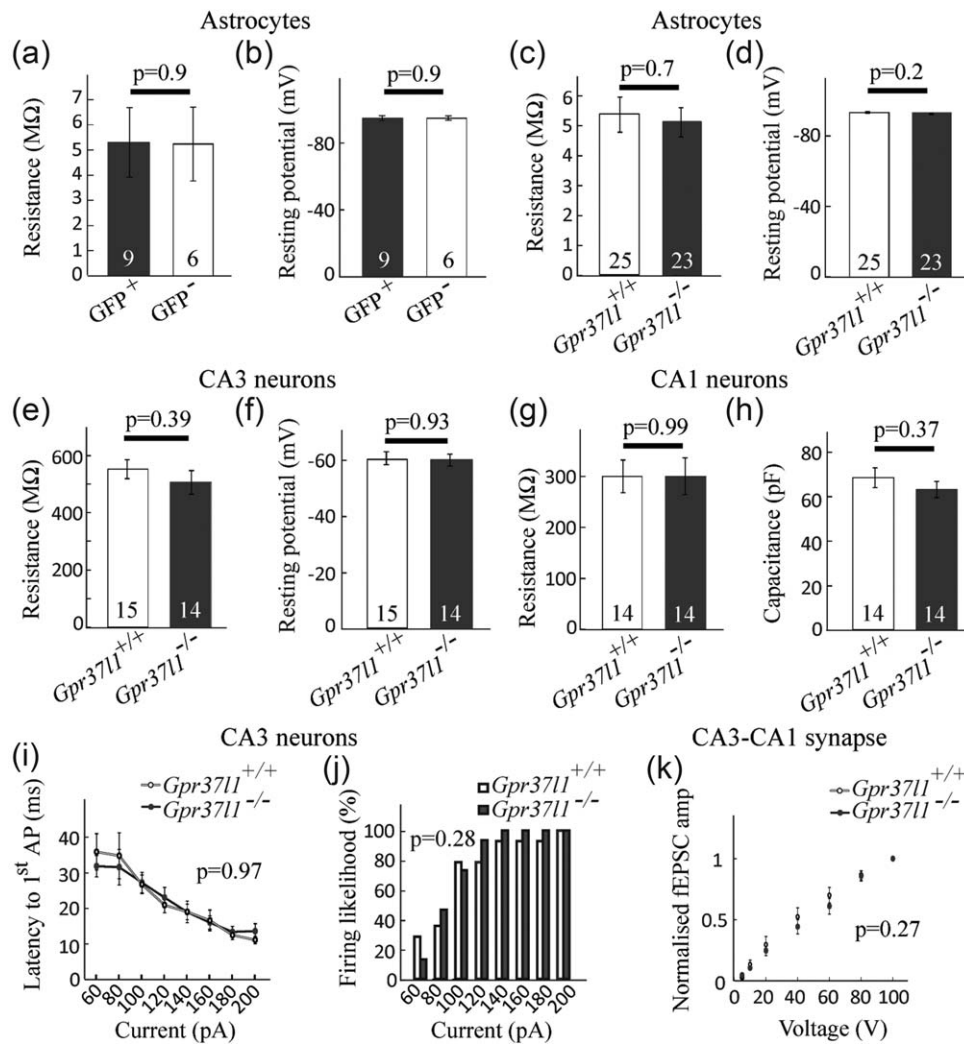 Astrocytes
Astrocytes
(a)
p=0.9
Resistance (MΩ)
7
6
5
4
3
2
1
0
9
6
GFP+
GFP-
(b)
p=0.9
Resting potential (mV)
-80
-40
0
9
6
GFP+
GFP-
(c)
p=0.7
Resistance (MΩ)
6
5
4
3
2
1
0
25
23
Gpr37l1+/+
Gpr37l1-/-
(d)
p=0.2
Resting potential (mV)
-80
-40
0
25
23
Gpr37l1+/+
Gpr37l1-/-
CA3 neurons
CA1 neurons
(e)
p=0.39
Resistance (MΩ)
600
400
200
0
15
14
Gpr37l1+/+
Gpr37l1-/-
(f)
p=0.93
Resting potential (mV)
-60
-40
-20
0
15
14
Gpr37l1+/+
Gpr37l1-/-
(g)
p=0.99
Resistance (MΩ)
300
200
100
0
14
14
Gpr37l1+/+
Gpr37l1-/-
(h)
p=0.37
Capacitance (pF)
80
60
40
20
0
14
14
Gpr37l1+/+
Gpr37l1-/-
CA3 neurons
CA3-CA1 synapse
(i)
Gpr37l1+/+
Gpr37l1-/-
Latency to 1st AP (ms)
40
30
20
10
0
p=0.97
60
80
100
120
140
160
180
200
Current (pA)
(j)
Gpr37l1+/+
Gpr37l1-/-
Firing likelihood (%)
100
80
60
40
20
0
p=0.28
60
80
100
120
140
160
180
200
Current (pA)
(k)
Gpr37l1+/+
Gpr37l1-/-
Normalised fEPSC amp
1
0.5
0
p=0.27
0
20
40
60
80
100
Voltage (V)